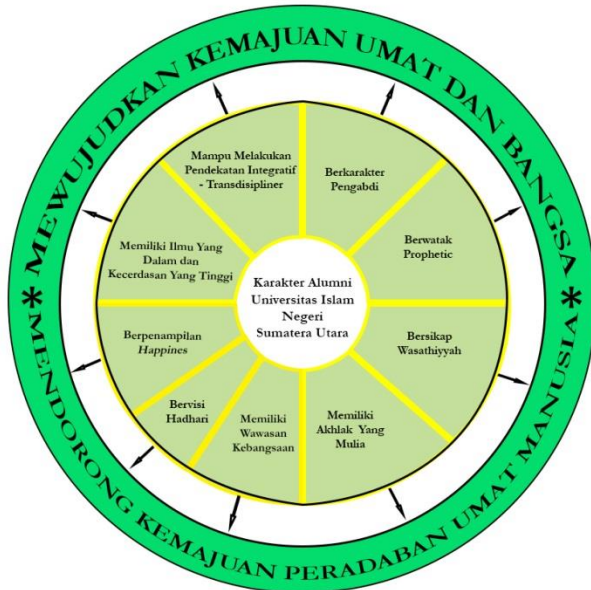 MEWUJUDKAN KEMAJUAN UMAT DAN BANGSA
Mampu Melakukan
Pendekatan Integratif
- Transdisipliner
Berkarakter
Pengabdi
Memiliki Ilmu Yang
Dalam dan
Kecerdasan Yang Tinggi
Berwatak
Prophetic
Karakter Alumni
Universitas Islam
Negeri
Sumatera Utara
Berpenampilan
Happines
Bersikap
Wasathiyyah
Bervisi
Hadhari
Memiliki
Wawasan
Kebangsaan
Memiliki
Akhlak Yang
Mulia
* MENDORONG KEMAJUAN PERADABAN UMAT MANUSIA *